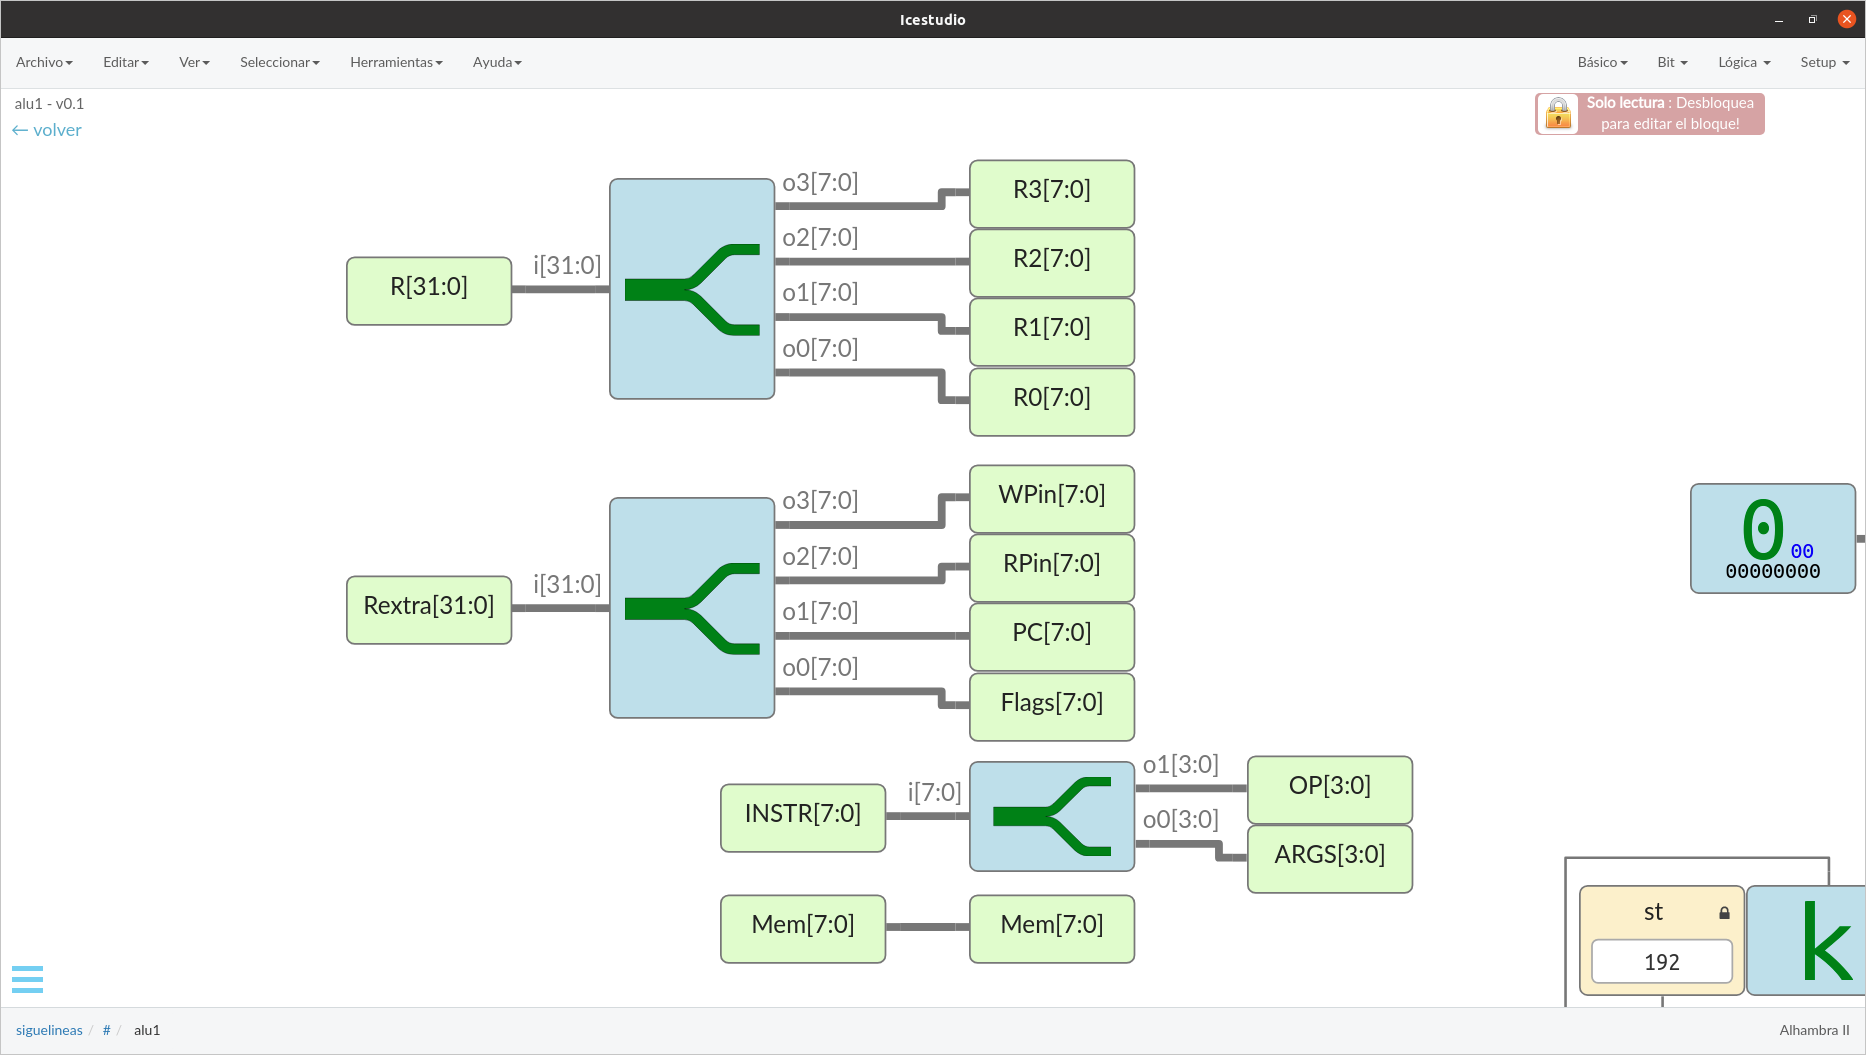 Icestudio
Archivo Editar Ver Seleccionar Herramientas Ayuda Básico Bit Lógica Setup
alu1 - v0.1
← volver
Solo lectura : Desbloquea
para editar el bloque!
R[31:0]
i[31:0]
o3[7:0]
o2[7:0]
o1[7:0]
o0[7:0]
R3[7:0]
R2[7:0]
R1[7:0]
R0[7:0]
Rextra[31:0]
i[31:0]
o3[7:0]
o2[7:0]
o1[7:0]
o0[7:0]
WPin[7:0]
RPin[7:0]
PC[7:0]
Flags[7:0]
0 00
00000000
INSTR[7:0]
i[7:0]
o1[3:0]
o0[3:0]
OP[3:0]
ARGS[3:0]
Mem[7:0]
Mem[7:0]
st
192
k
siguelineas / # / alu1
Alhambra II